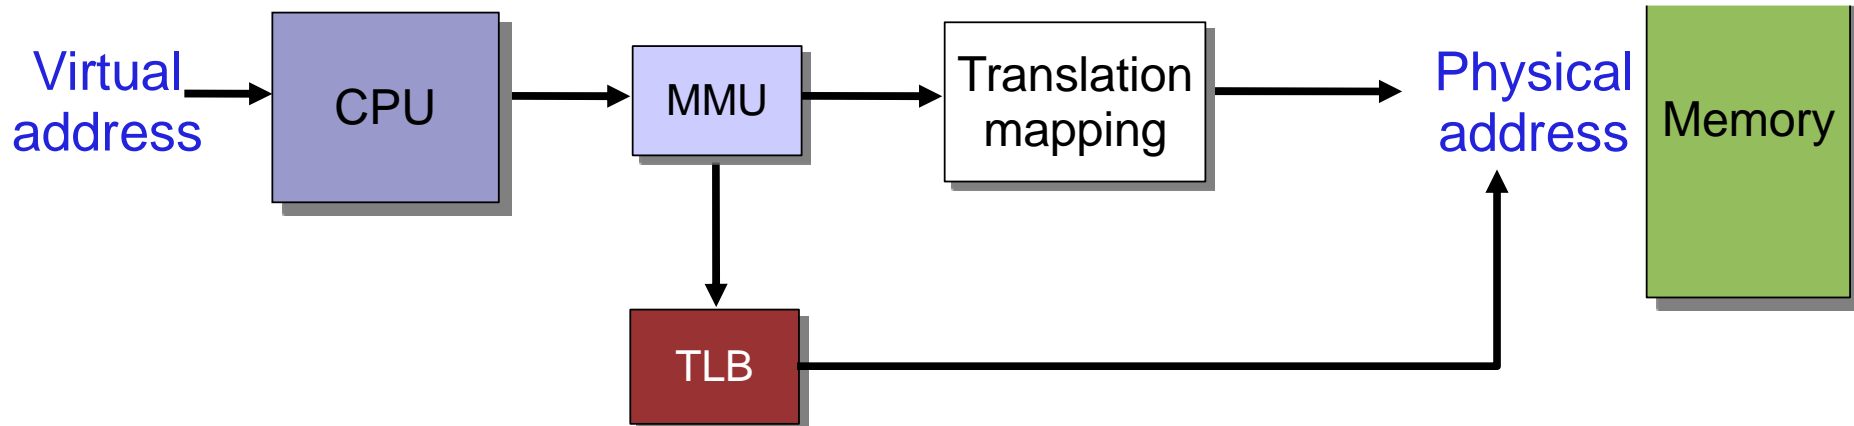 Virtual
address
CPU
MMU
Translation
mapping
Physical
address
Memory
TLB